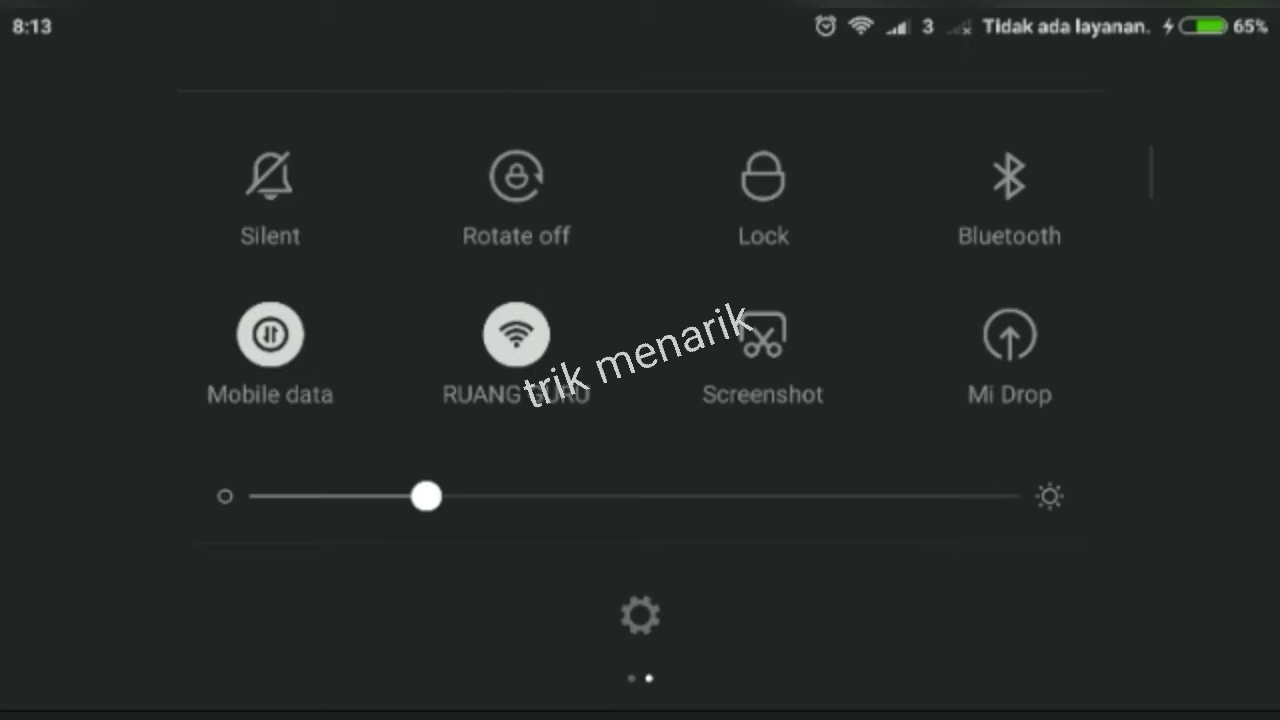 8:13 3 Tidak ada layanan. 65%
Silent Rotate off Lock Bluetooth
Mobile data RUANG GURU Screenshot Mi Drop
trik menarik